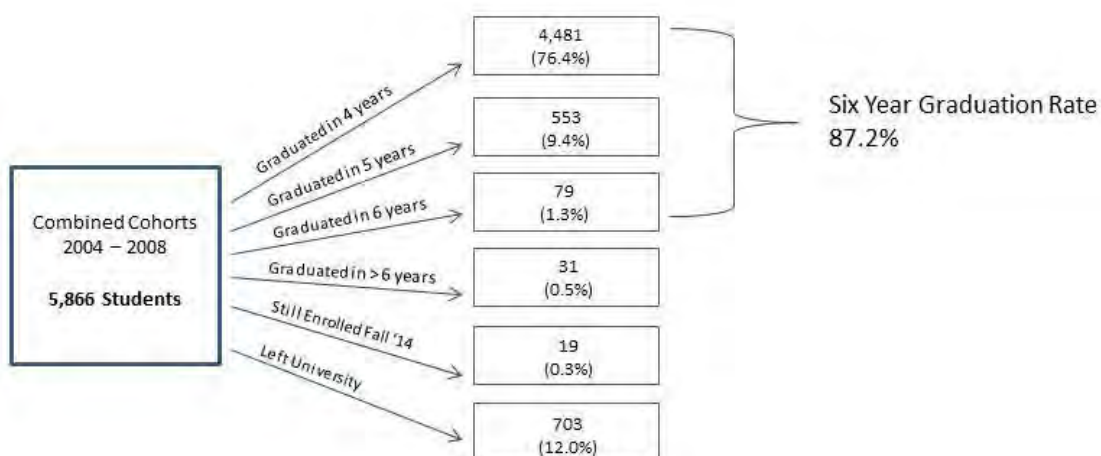 Combined Cohorts
2004 – 2008
5,866 Students
Graduated in 4 years
4,481
(76.4%)
Graduated in 5 years
553
(9.4%)
Graduated in 6 years
79
(1.3%)
Graduated in >6 years
31
(0.5%)
Still Enrolled Fall '14
19
(0.3%)
Left University
703
(12.0%)
Six Year Graduation Rate
87.2%